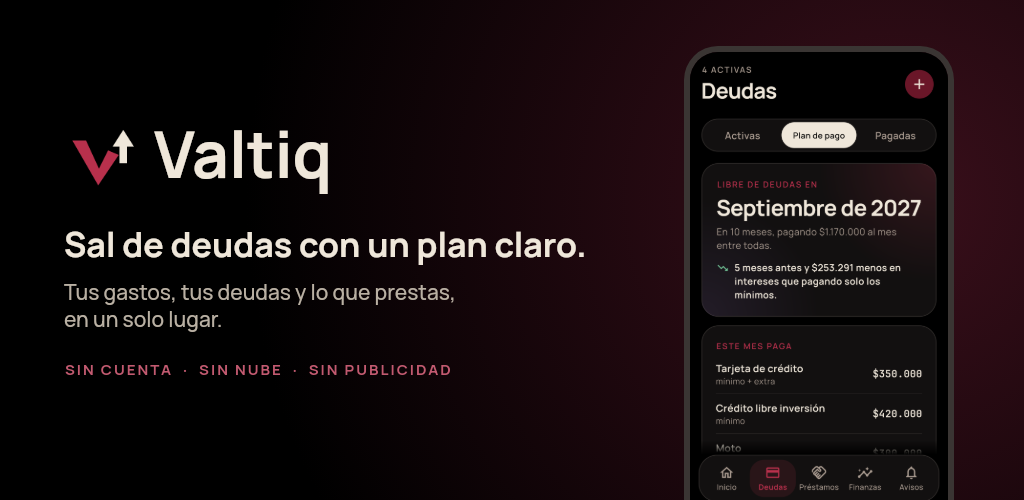 Valtiq
Sal de deudas con un plan claro.
Tus gastos, tus deudas y lo que prestas,
en un solo lugar.
SIN CUENTA · SIN NUBE · SIN PUBLICIDAD
4 ACTIVAS
Deudas
Activas
Plan de pago
Pagadas
LIBRE DE DEUDAS EN
Septiembre de 2027
En 10 meses, pagando $1.170.000 al mes
entre todas.
5 meses antes y $253.291 menos en
intereses que pagando solo los
mínimos.
ESTE MES PAGA
Tarjeta de crédito
mínimo + extra
$350.000
Crédito libre inversión
mínimo
$420.000
Moto
Inicio
Deudas
Préstamos
Finanzas
Avisos